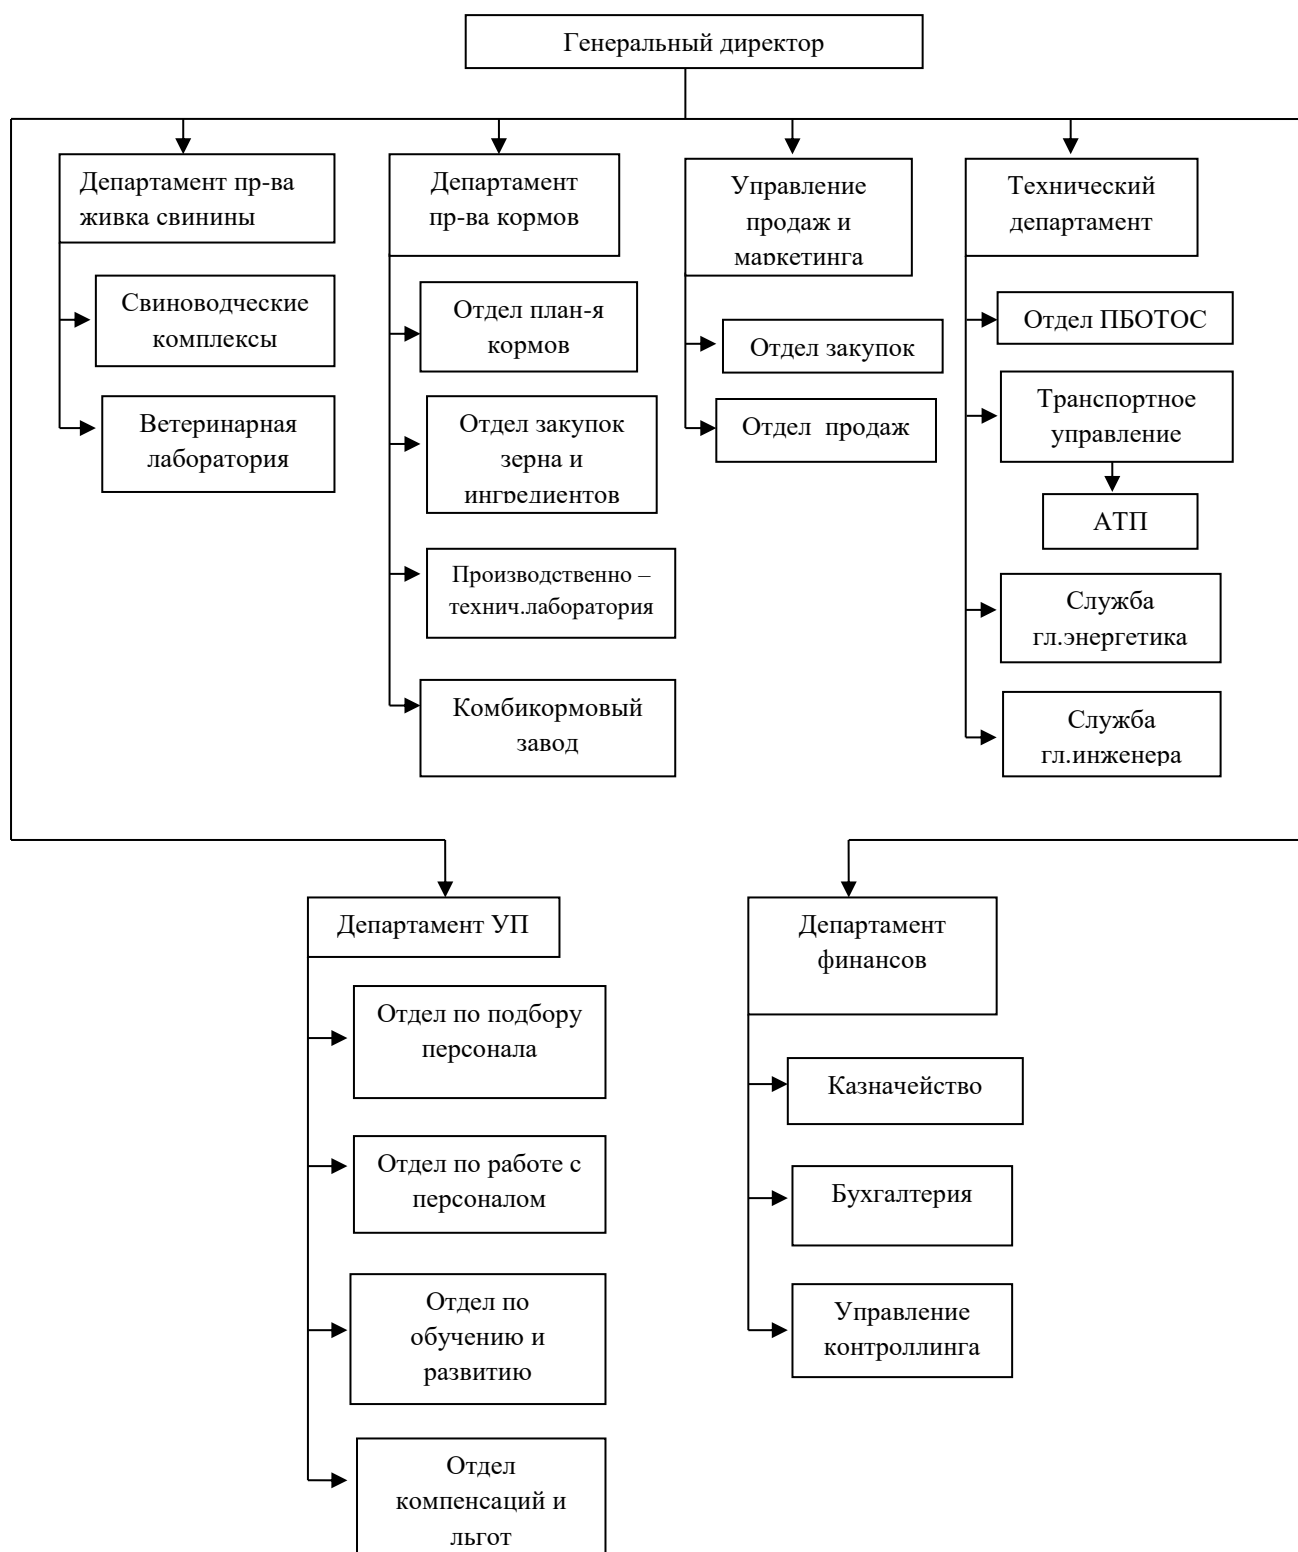 Генеральный директор
Департамент пр-ва
живка свинины
Свиноводческие
комплексы
Ветеринарная
лаборатория
Департамент
пр-ва кормов
Отдел план-я
кормов
Отдел закупок
зерна и
ингредиентов
Производственно –
технич.лаборатория
Комбикормовый
завод
Управление
продаж и
маркетинга
Отдел закупок
Отдел  продаж
Технический
департамент
Отдел ПБОТОС
Транспортное
управление
АТП
Служба
гл.энергетика
Служба
гл.инженера
Департамент УП
Отдел по подбору
персонала
Отдел по работе с
персоналом
Отдел по
обучению и
развитию
Отдел
компенсаций и
льгот
Департамент
финансов
Казначейство
Бухгалтерия
Управление
контроллинга